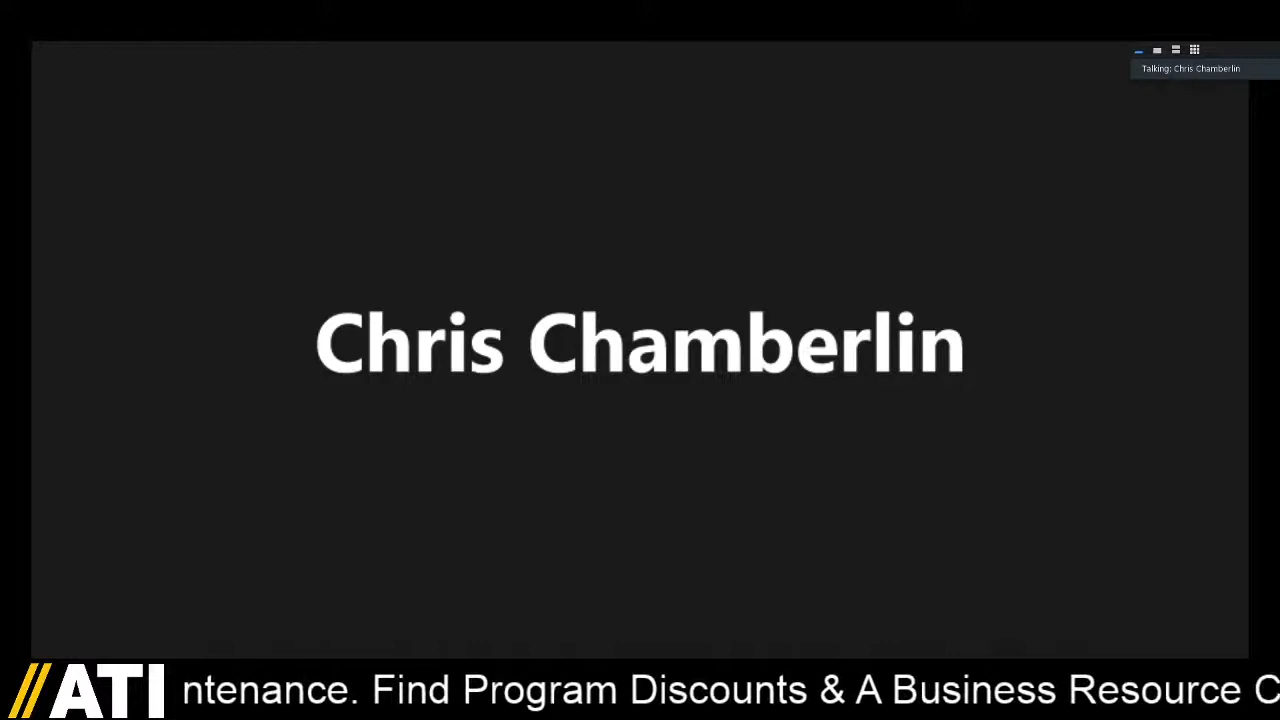 Talking: Chris Chamberlin
Chris Chamberlin
//ATI
ntenance. Find Program Discounts & A Business Resource C